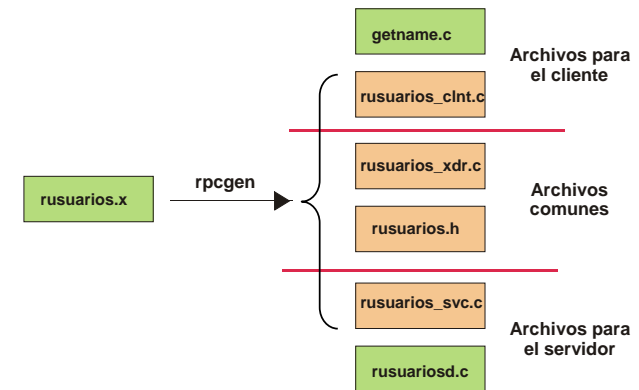 getname.c
Archivos para
el cliente
rusuarios_clnt.c
rusuarios_xdr.c
rpcgen
rusuarios.x
Archivos
comunes
rusuarios.h
rusuarios_svc.c
Archivos para
el servidor
rusuariosd.c